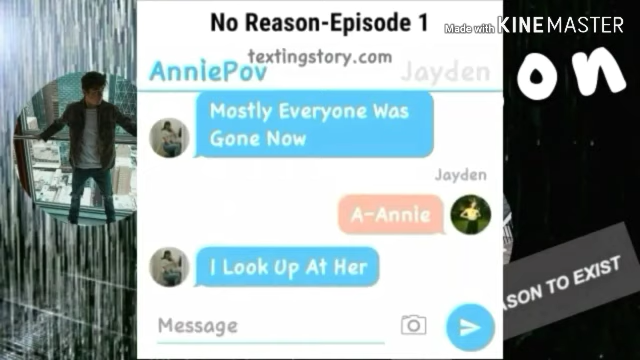 No Reason-Episode 1
Made with KINEMASTER
textingstory.com
AnniePov
Jayden
on
Mostly Everyone Was
Gone Now
Jayden
A-Annie
I Look Up At Her
SON TO EXIST
Message